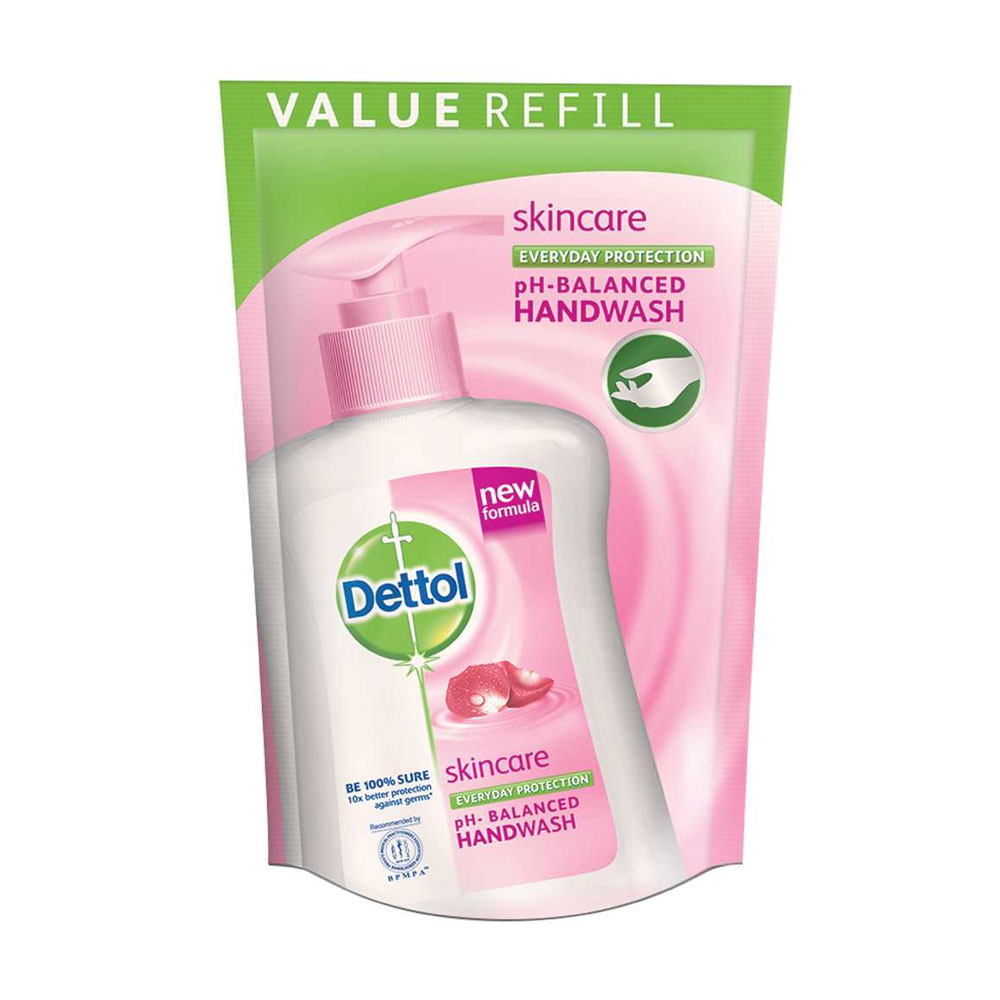 VALUE REFILL
skincare
EVERYDAY PROTECTION
pH-BALANCED
HANDWASH
new
formula
Dettol
skincare
EVERYDAY PROTECTION
pH- BALANCED
HANDWASH
BE 100% SURE
10x better protection
against germs*
Recommended by
BPMPA™